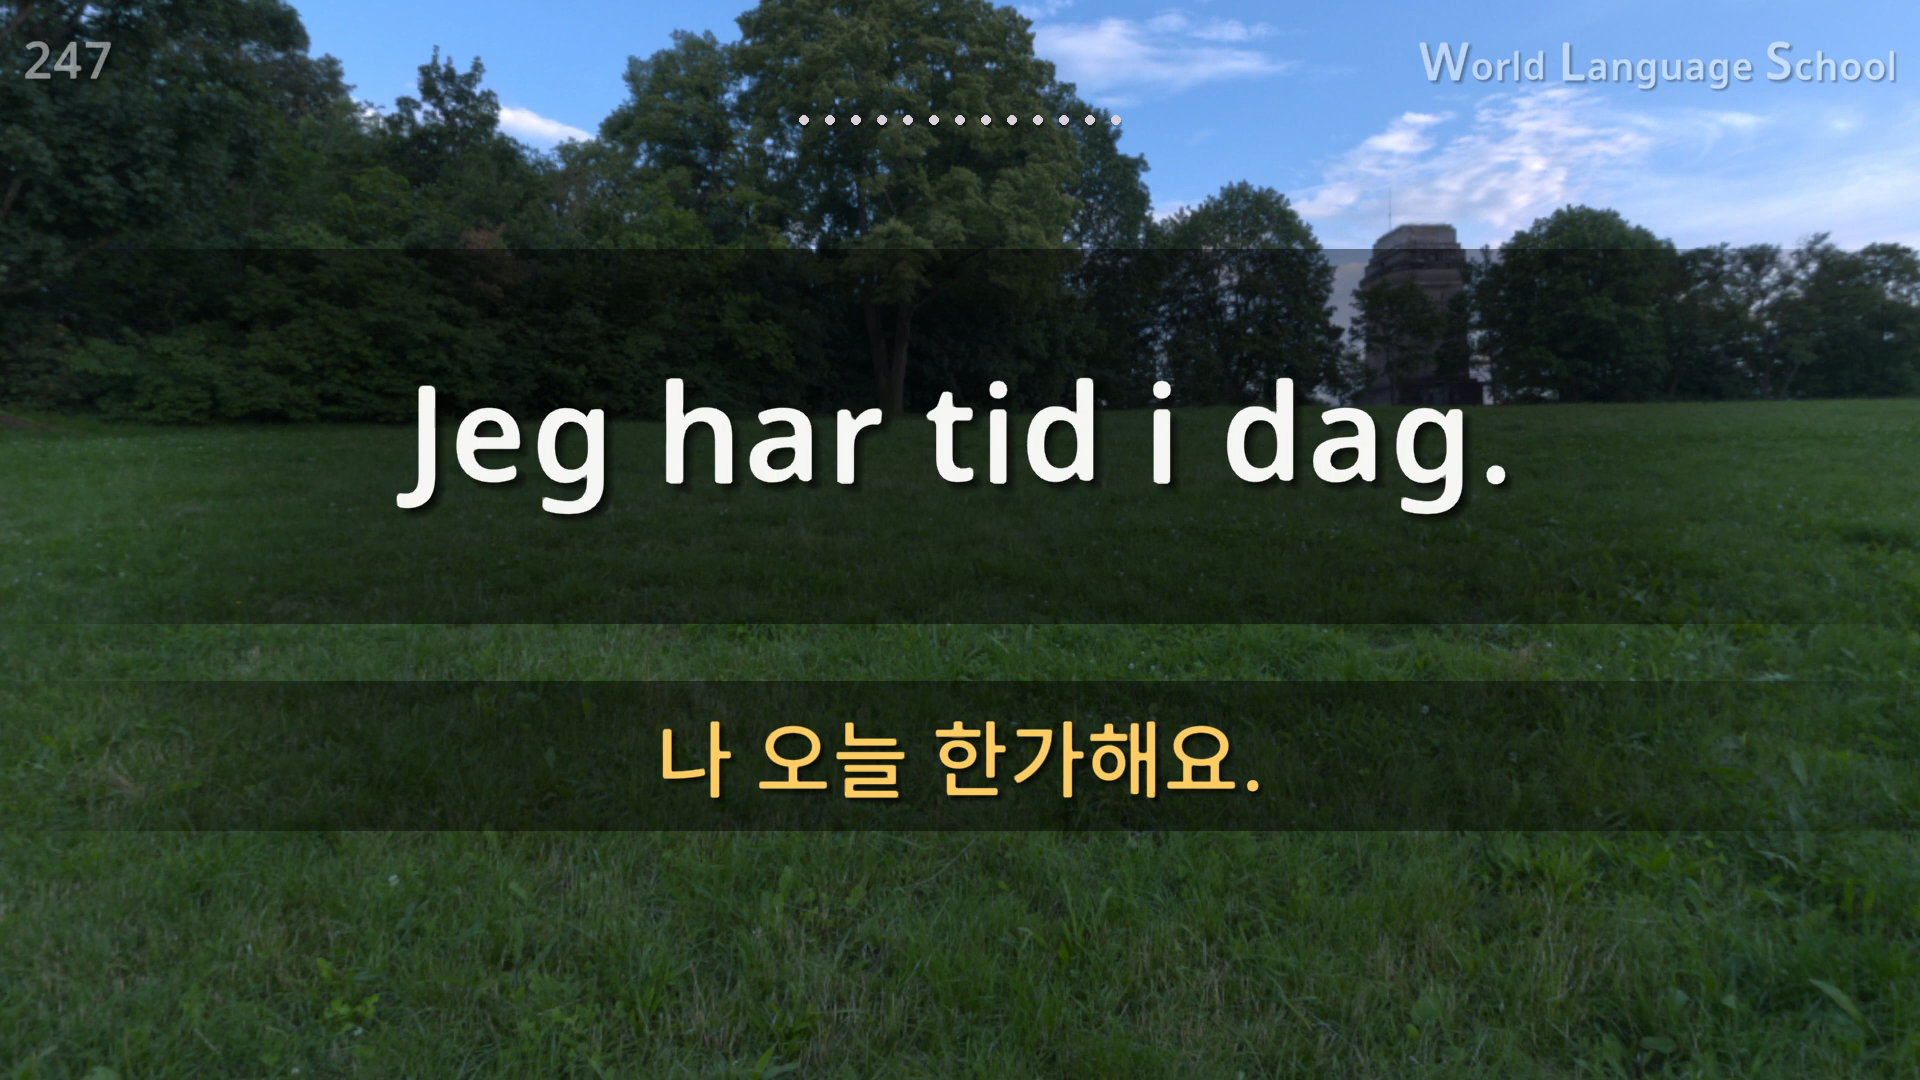 247
World Language School
Jeg har tid i dag.
나 오늘 한가해요.